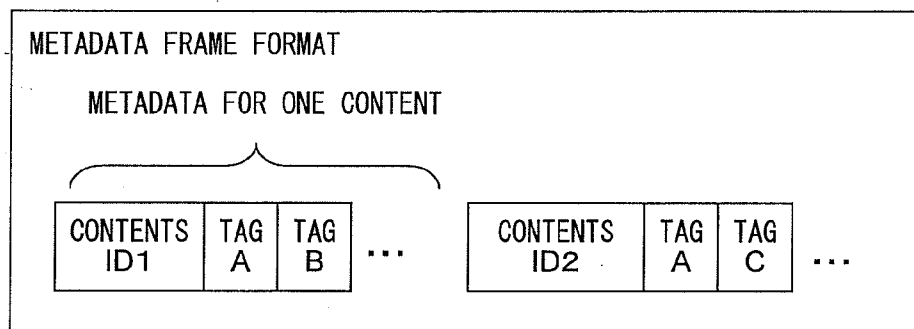 METADATA FRAME FORMAT
METADATA FOR ONE CONTENT
CONTENTS ID1 TAG A TAG B ... CONTENTS ID2 TAG A TAG C ...